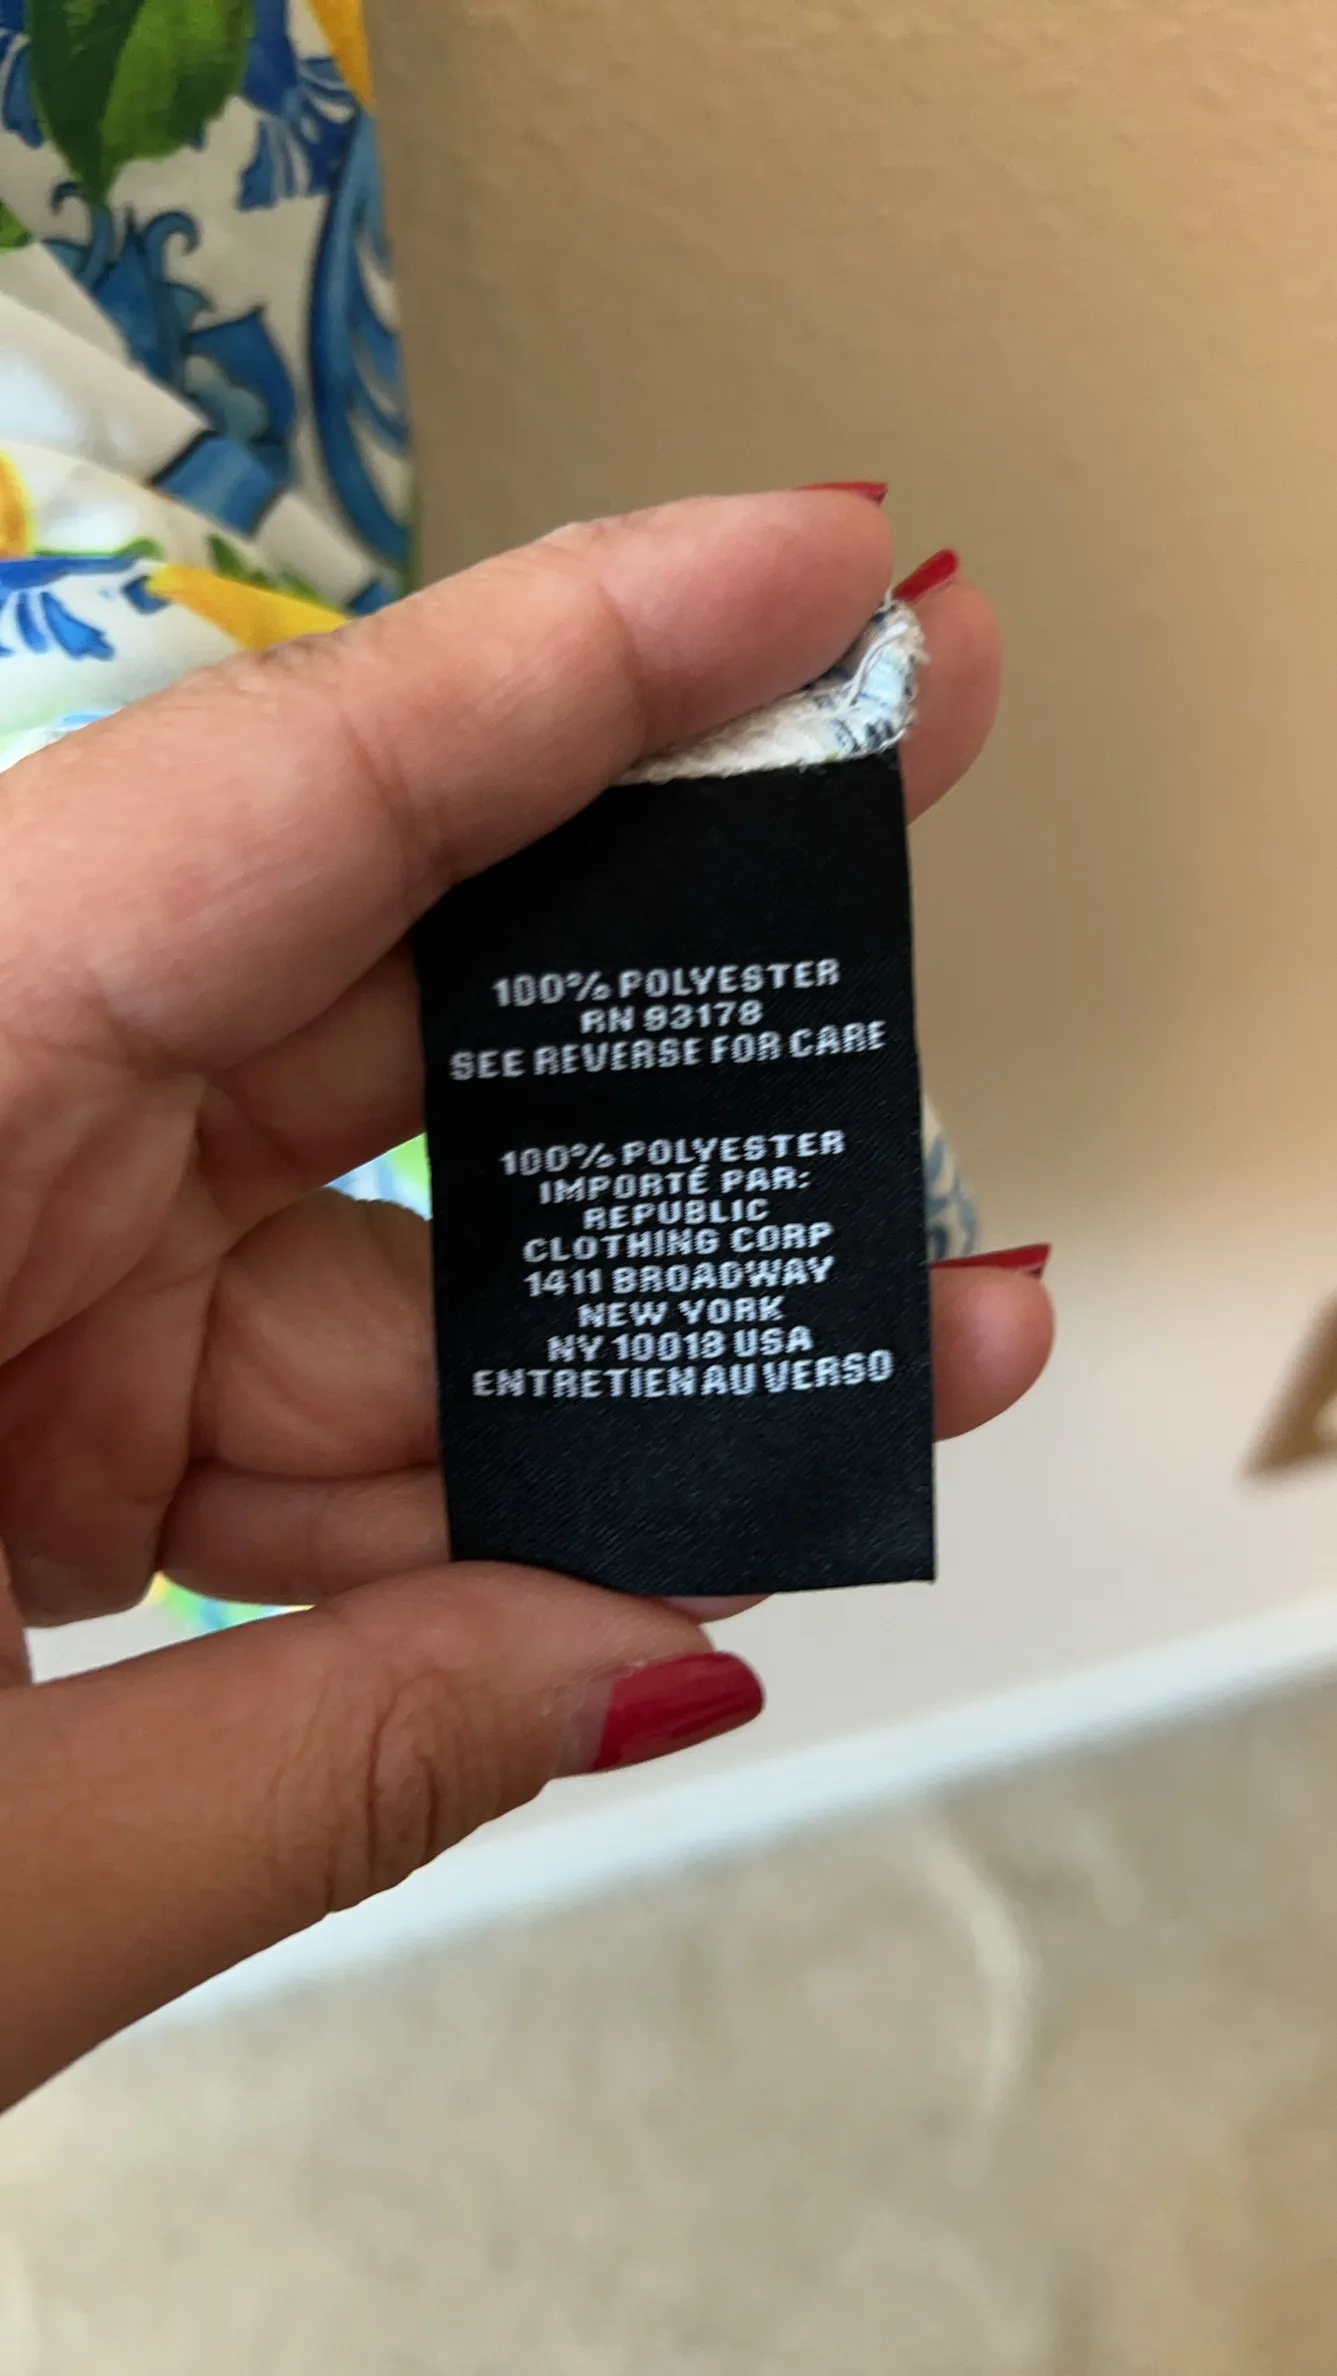 100% POLYESTER
RN 93178
SEE REVERSE FOR CARE
100% POLYESTER
IMPORTÉ PAR:
REPUBLIC
CLOTHING CORP
1411 BROADWAY
NEW YORK
NY 10018 USA
ENTRETIEN AU VERSO